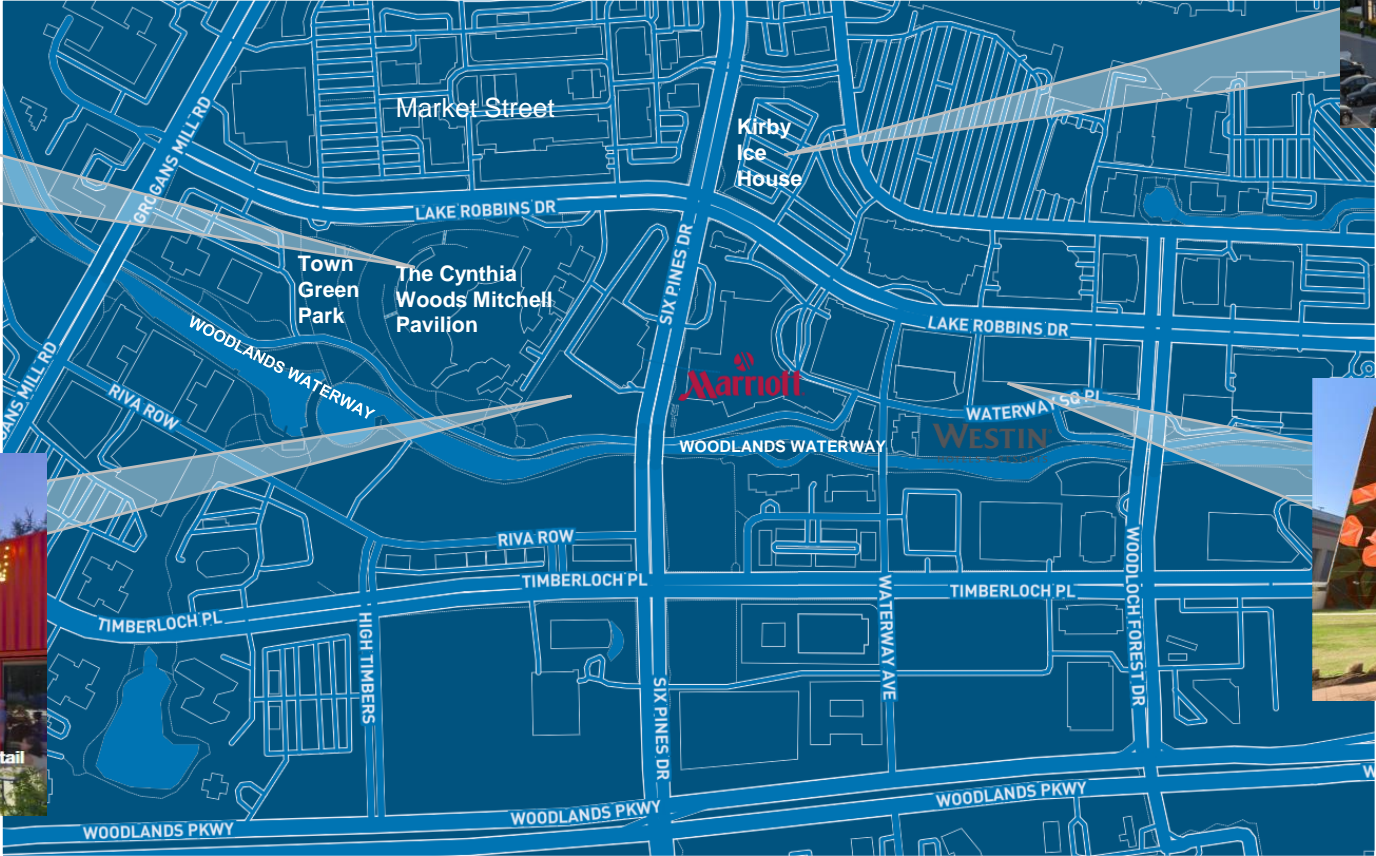 Market Street
Kirby
Ice
House
GROGANS MILL RD
LAKE ROBBINS DR
Town
Green
Park
The Cynthia
Woods Mitchell
Pavilion
SIX PINES DR
WOODLANDS WATERWAY
LAKE ROBBINS DR
GANS MILL RD
RIVA ROW
Marriott
WATERWAY SQ PL
WESTIN
WOODLANDS WATERWAY
RIVA ROW
TIMBERLOCH PL
TIMBERLOCH PL
TIMBERLOCH PL
HIGH TIMBERS
WATERWAY AVE
WOODLOCH FOREST DR
SIX PINES DR
tail
WOODLANDS PKWY
WOODLANDS PKWY
WOODLANDS PKWY
W